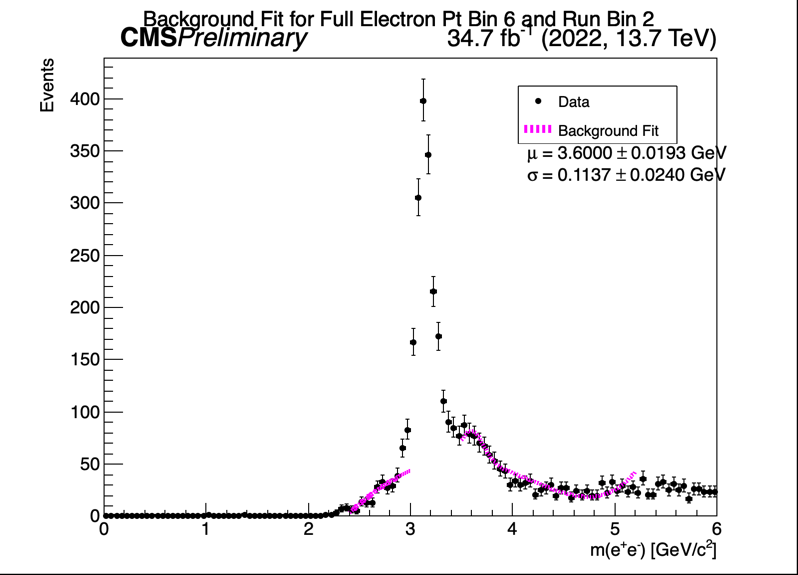 Background Fit for Full Electron Pt Bin 6 and Run Bin 2
CMS Preliminary 34.7 fb⁻¹ (2022, 13.7 TeV)
Events
400
350
300
250
200
150
100
50
0
Data
Background Fit
μ = 3.6000 ± 0.0193 GeV
σ = 0.1137 ± 0.0240 GeV
0 1 2 3 4 5 6
m(e⁺e⁻) [GeV/c²]